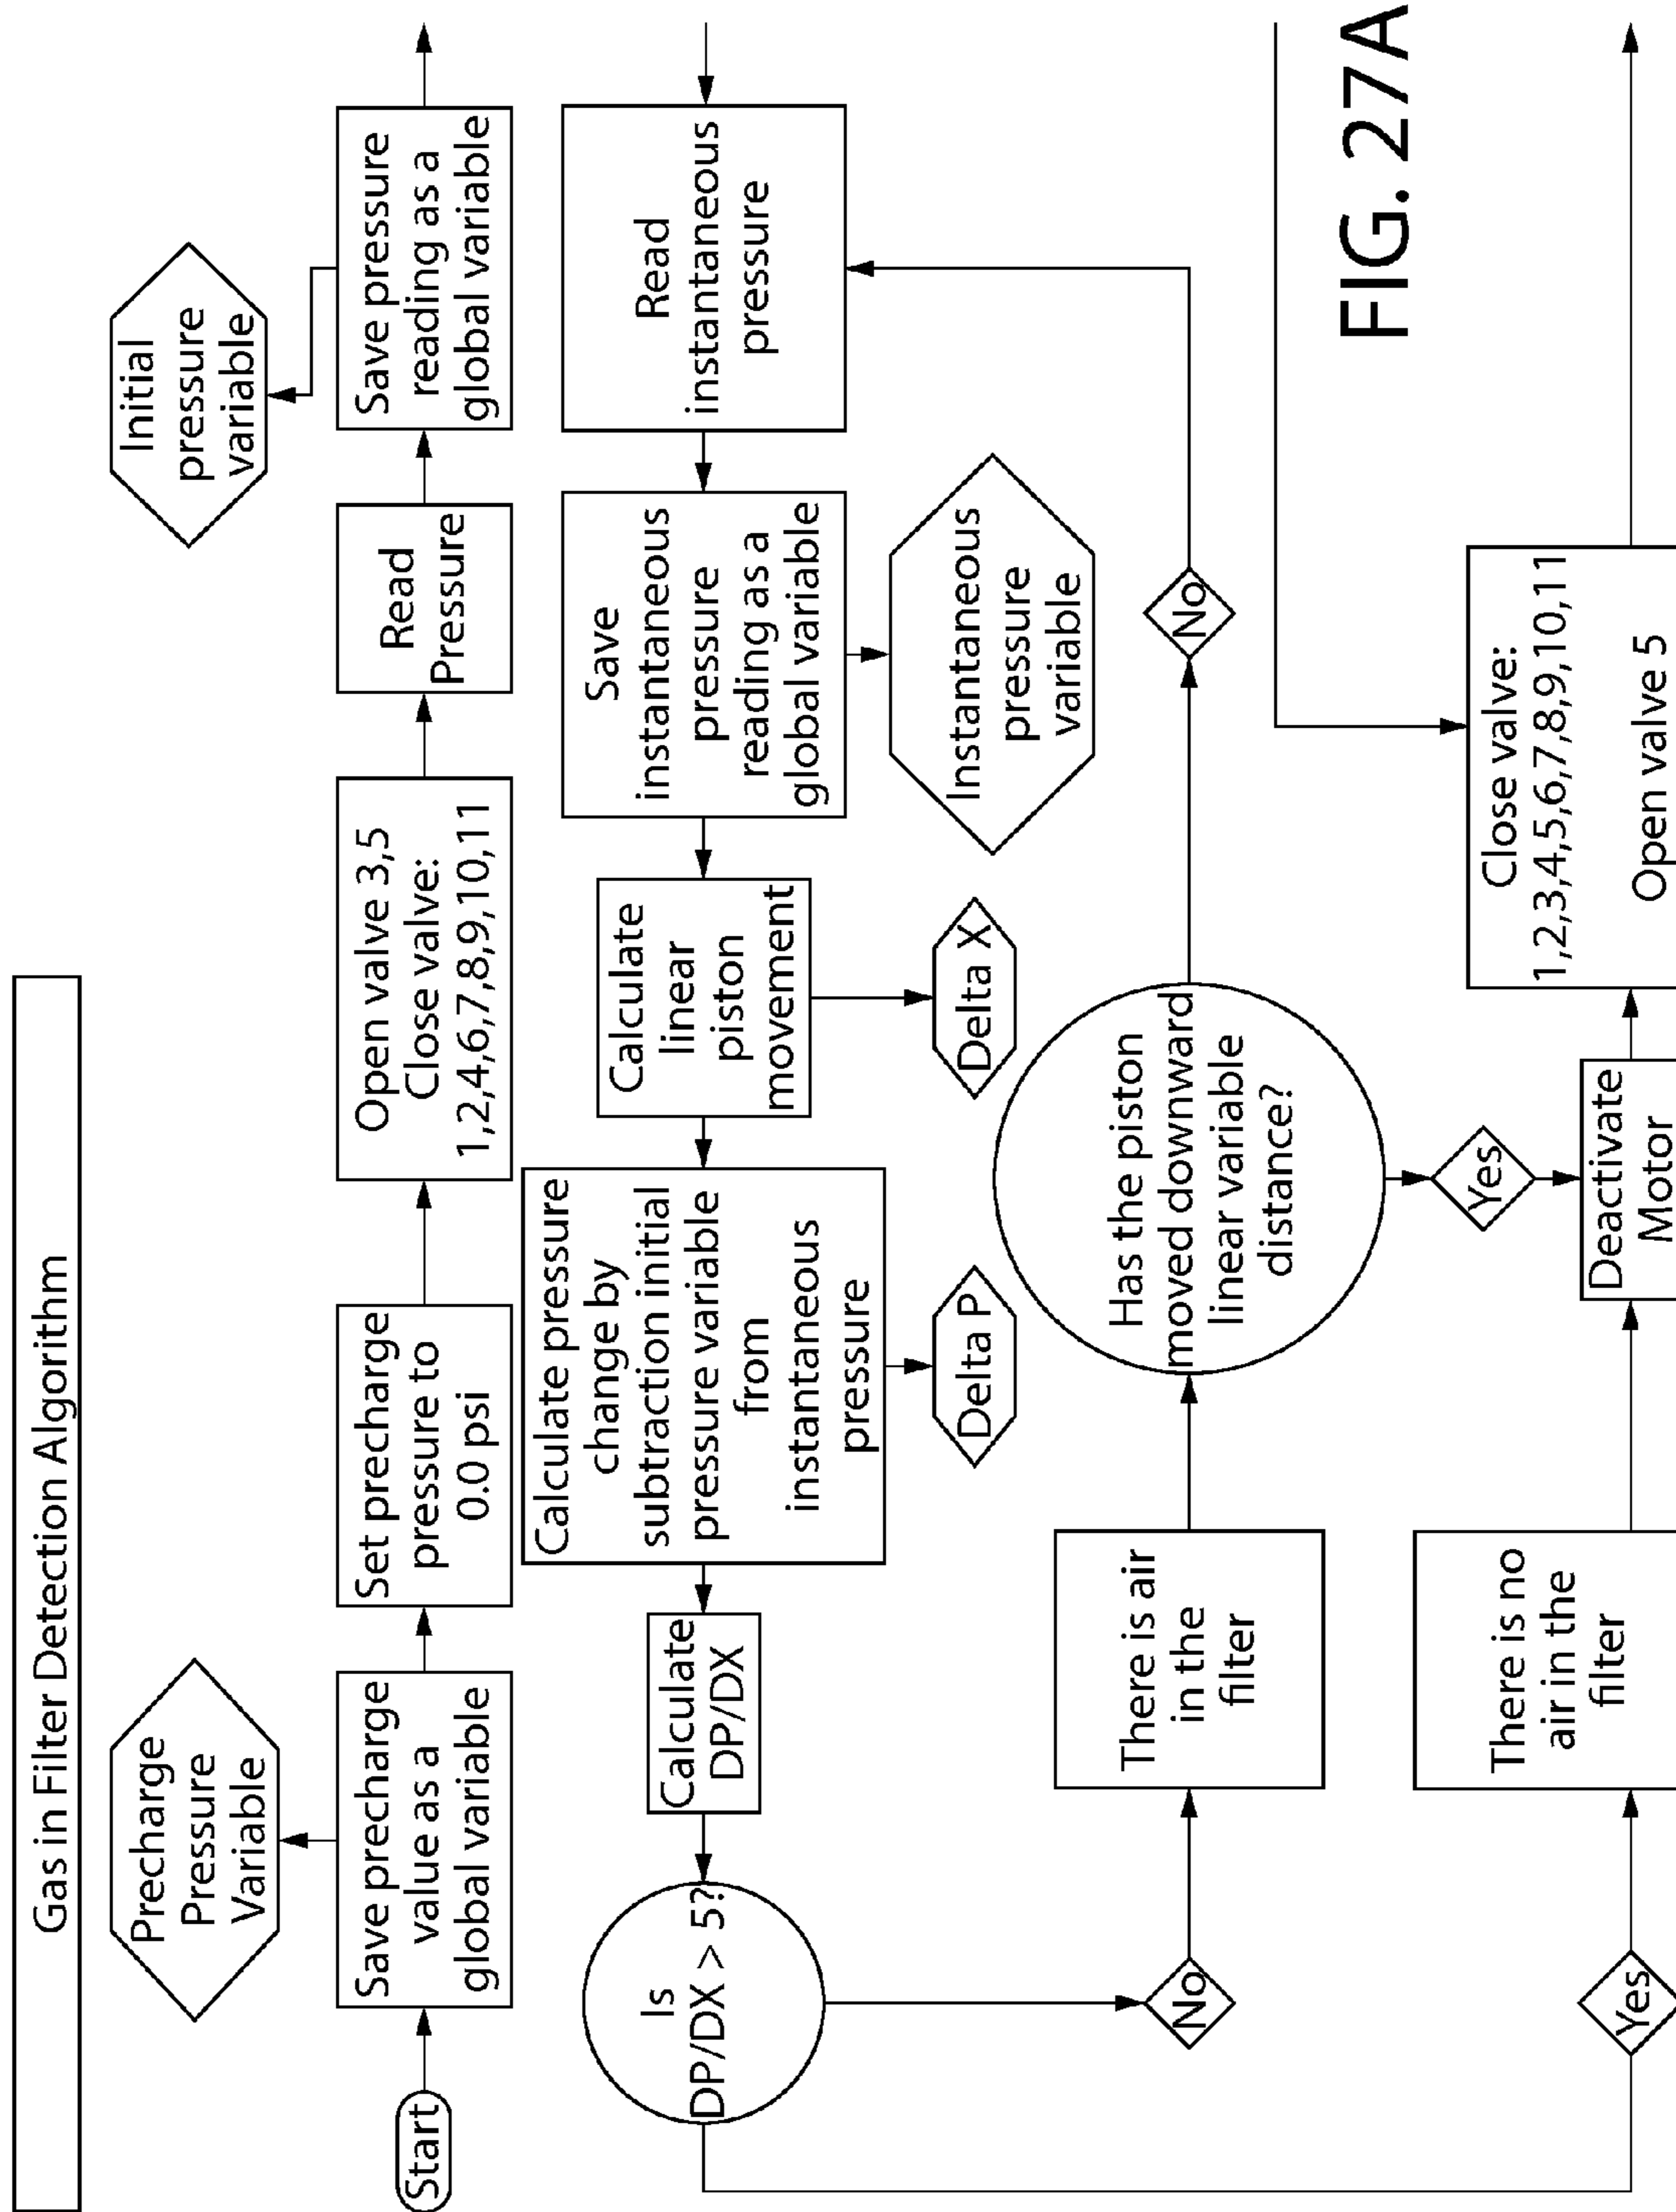 Gas in Filter Detection Algorithm
Precharge
Pressure
Variable
Initial
pressure
variable
Start
Save precharge
value as a
global variable
Set precharge
pressure to
0.0 psi
Open valve 3,5
Close valve:
1,2,4,6,7,8,9,10,11
Read
Pressure
Save pressure
reading as a
global variable
Is
DP/DX > 5?
Calculate
DP/DX
Calculate pressure
change by
subtraction initial
pressure variable
from
instantaneous
pressure
Calculate
linear
piston
movement
Save
instantaneous
pressure
reading as a
global variable
Read
instantaneous
pressure
Delta P
Delta X
Instantaneous
pressure
variable
No
There is air
in the
filter
Has the piston
moved downward
linear variable
distance?
No
Yes
Yes
There is no
air in the
filter
Deactivate
Motor
Close valve:
1,2,3,4,5,6,7,8,9,10,11
Open valve 5
FIG. 27A